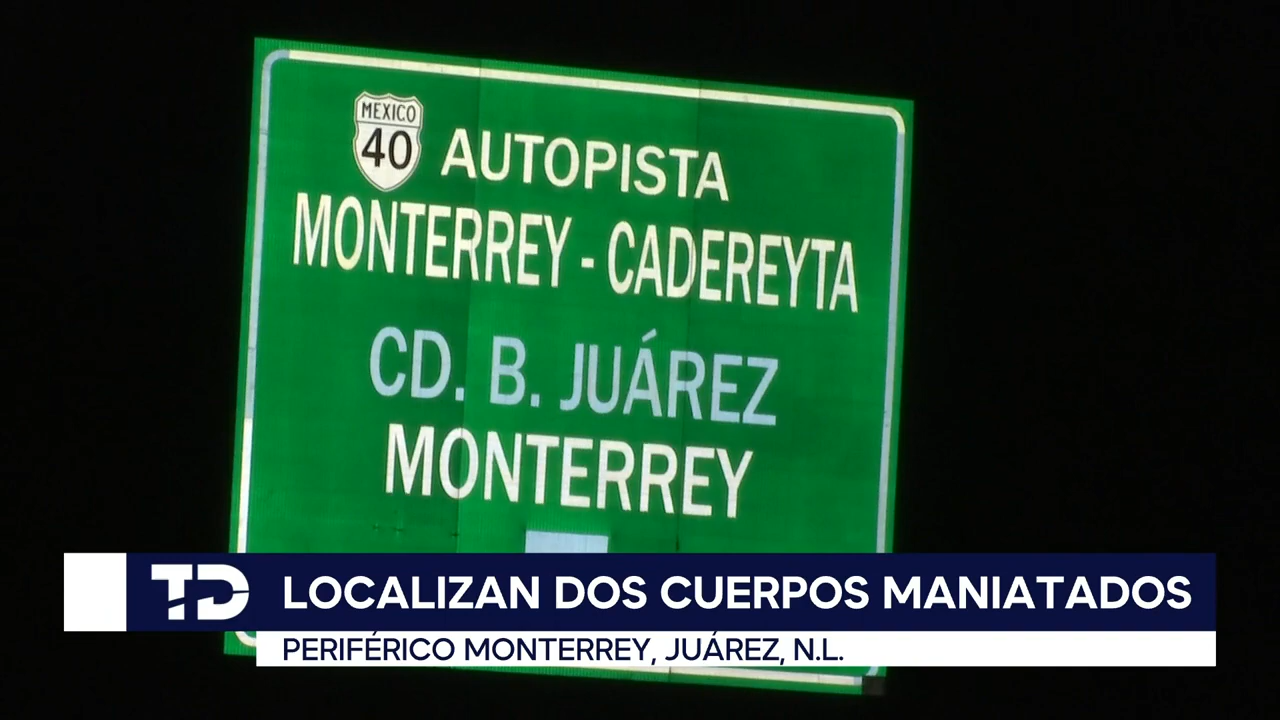 MEXICO
40
AUTOPISTA
MONTERREY - CADEREYTA
CD. B. JUÁREZ
MONTERREY
TD LOCALIZAN DOS CUERPOS MANIATADOS
PERIFÉRICO MONTERREY, JUÁREZ, N.L.